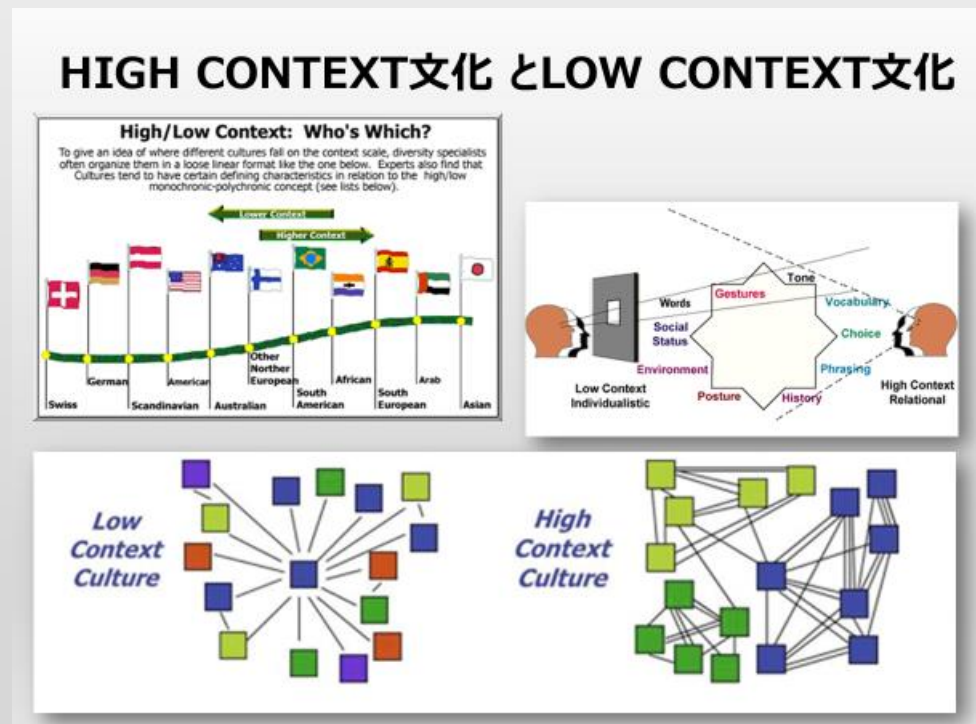 HIGH CONTEXT文化 とLOW CONTEXT文化
High/Low Context: Who's Which?
To give an idea of where different cultures fall on the context scale, diversity specialists
often organize them in a loose linear format like the one below. Experts also find that
Cultures tend to have certain defining characteristics in relation to the high/low
monochronic-polychronic concept (see lists below).
Lower Context
Higher Context
Swiss
German
Scandinavian
American
Australian
Other
Norther
European
South
American
African
South
European
Arab
Asian
Tone
Gestures
Words
Vocabulary
Social
Status
Choice
Environment
Phrasing
Posture
History
Low Context
Individualistic
High Context
Relational
Low
Context
Culture
High
Context
Culture